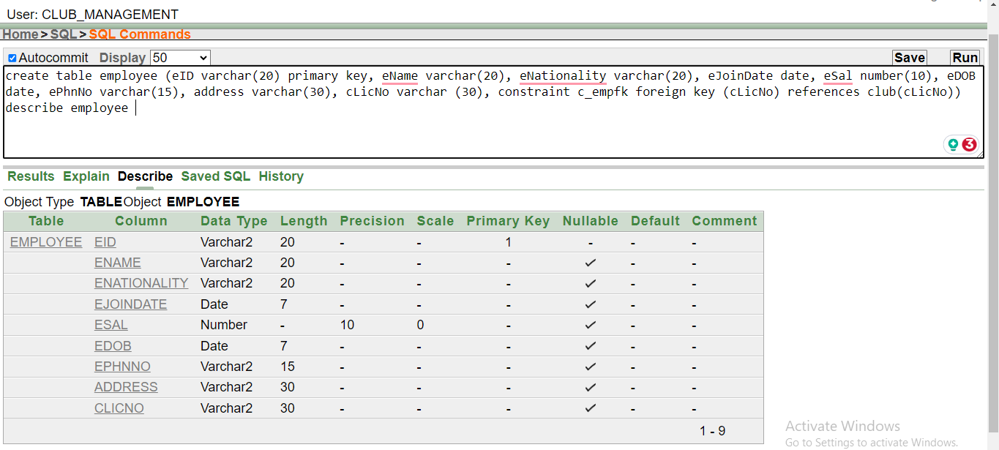 User: CLUB_MANAGEMENT
Home > SQL > SQL Commands
Autocommit Display 50 Save Run
create table employee (eID varchar(20) primary key, eName varchar(20), eNationality varchar(20), eJoinDate date, eSal number(10), eDOB
date, ePhnNo varchar(15), address varchar(30), cLicNo varchar (30), constraint c_empfk foreign key (cLicNo) references club(cLicNo))
describe employee
3
Results Explain Describe Saved SQL History
Object Type TABLE Object EMPLOYEE
Table Column Data Type Length Precision Scale Primary Key Nullable Default Comment
EMPLOYEE EID Varchar2 20 - - 1 - - -
ENAME Varchar2 20 - - - ✓ - -
ENATIONALITY Varchar2 20 - - - ✓ - -
EJOINDATE Date 7 - - - ✓ - -
ESAL Number - 10 0 - ✓ - -
EDOB Date 7 - - - ✓ - -
EPHNNO Varchar2 15 - - - ✓ - -
ADDRESS Varchar2 30 - - - ✓ - -
CLICNO Varchar2 30 - - - ✓ - -
1 - 9
Activate Windows
Go to Settings to activate Windows.